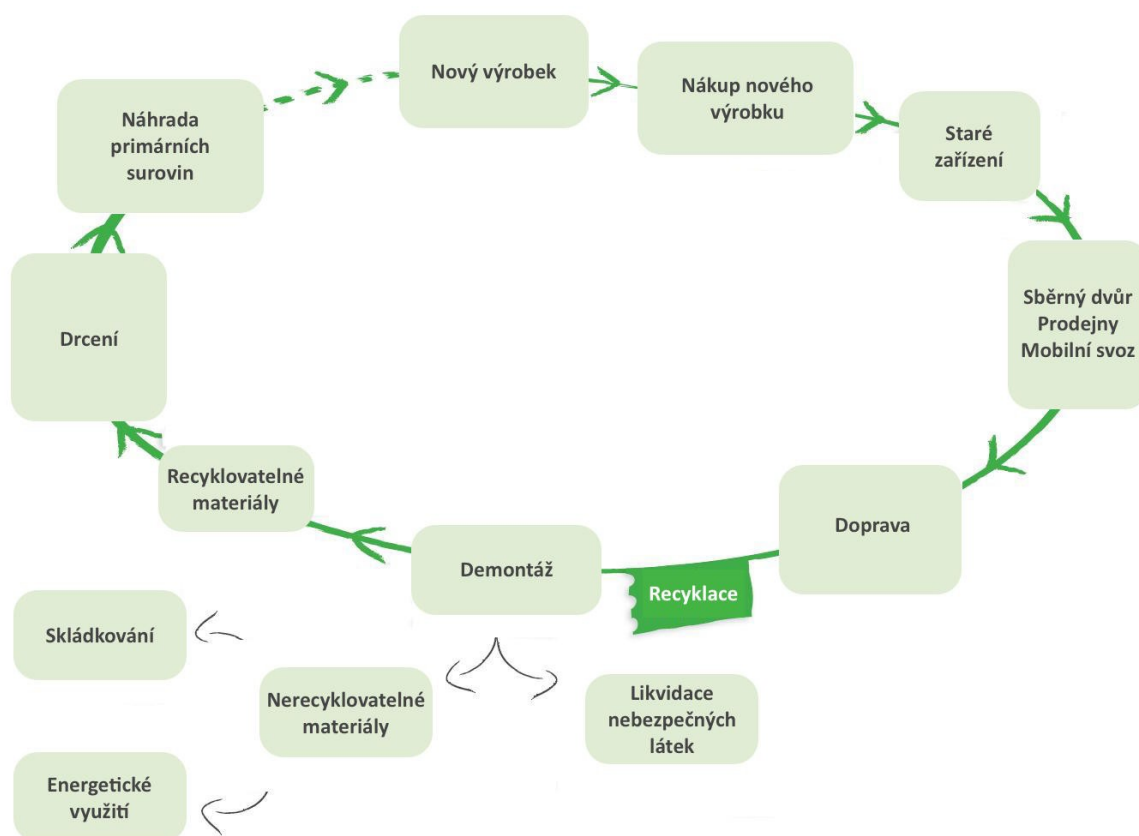 Nový výrobek
Nákup nového
výrobku
Staré
zařízení
Sběrný dvůr
Prodejny
Mobilní svoz
Doprava
Recyklace
Demontáž
Recyklovatelné
materiály
Drcení
Náhrada
primárních
surovin
Nerecyklovatelné
materiály
Likvidace
nebezpečných
látek
Skládkování
Energetické
využití